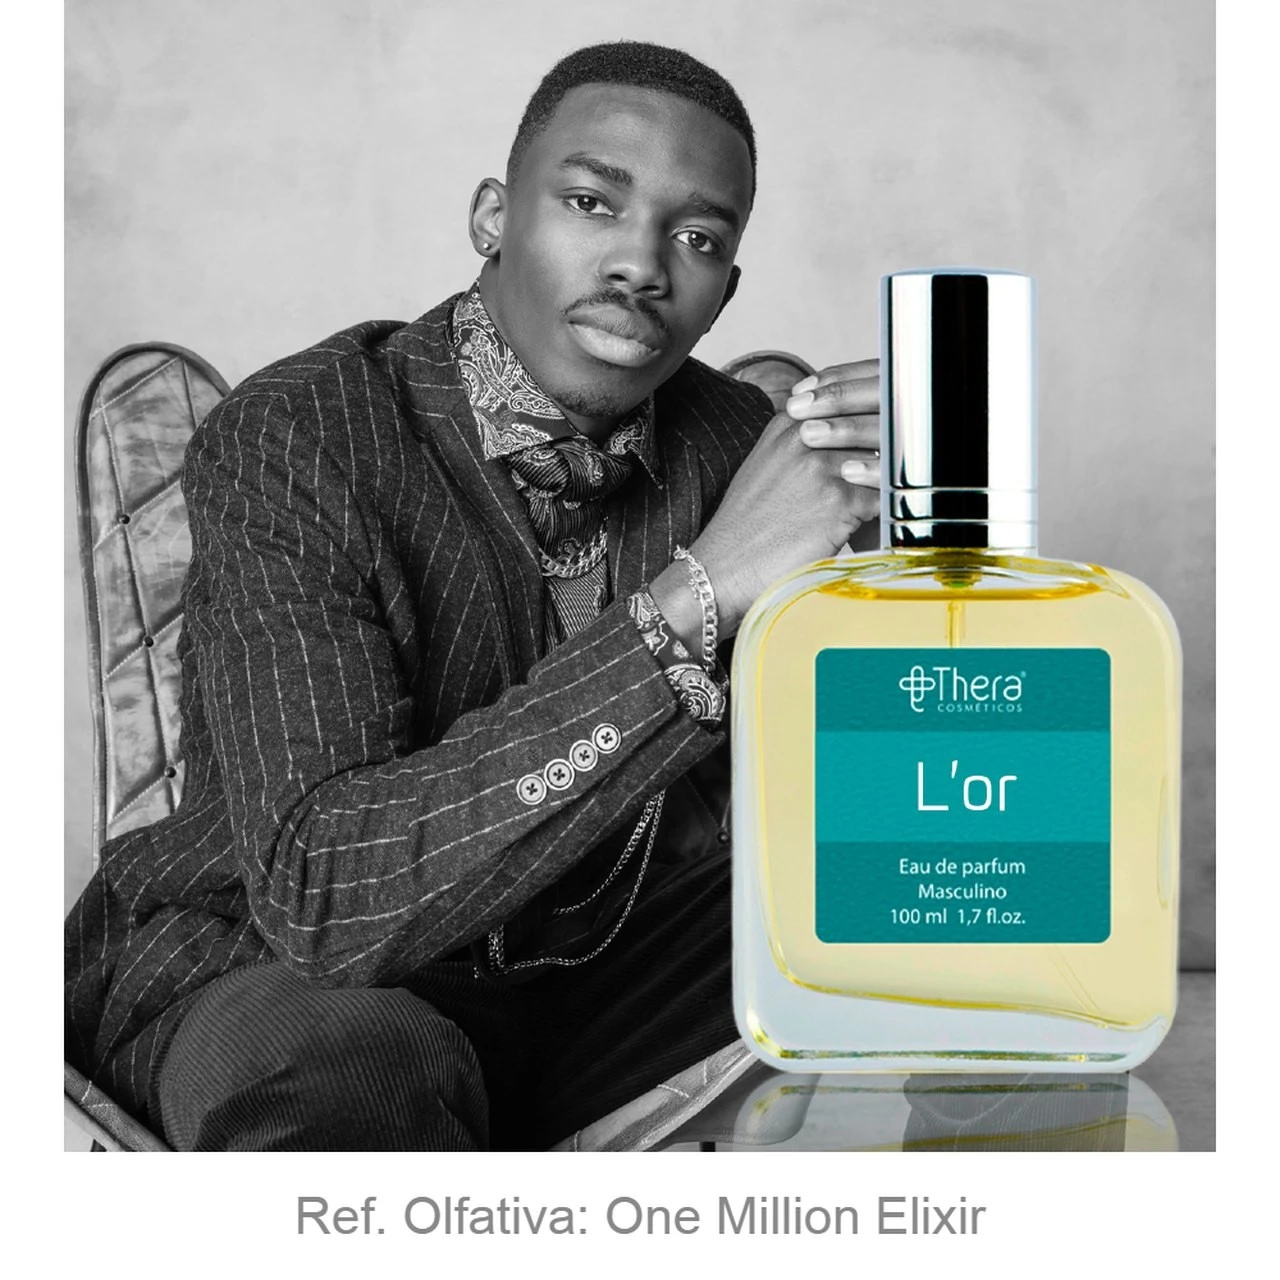 Thera®
COSMÉTICOS
L'or
Eau de parfum
Masculino
100 ml 1,7 fl.oz.
Ref. Olfativa: One Million Elixir